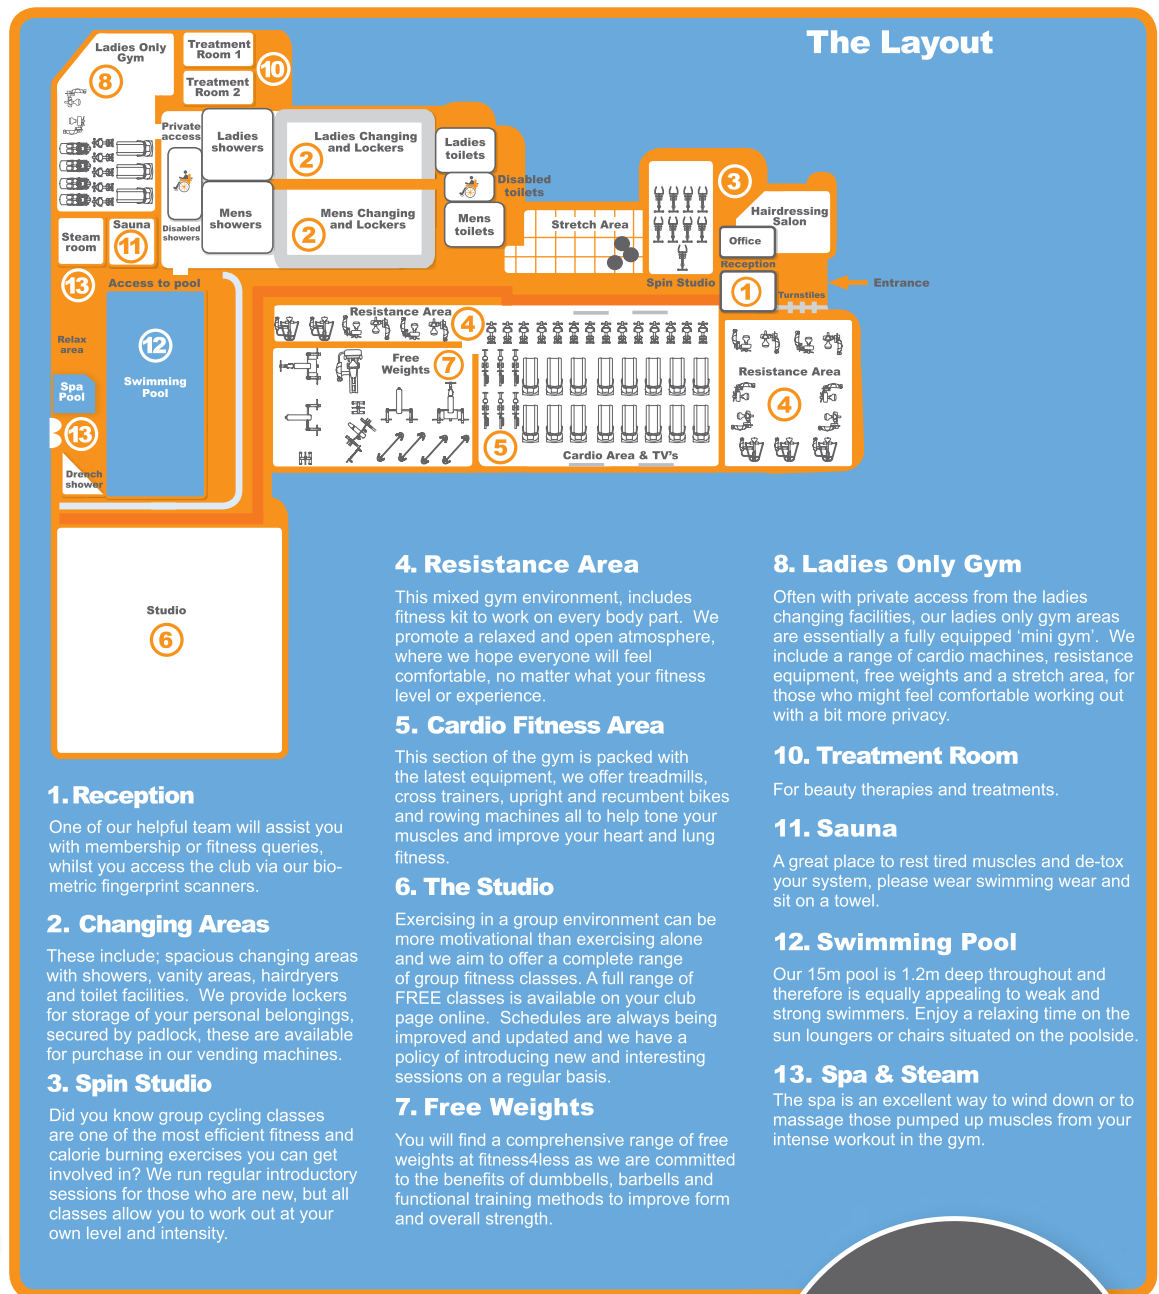 The Layout
Ladies Only
Gym
8
Treatment
Room 1
Treatment
Room 2
10
Private
access
Ladies
showers
Ladies Changing
and Lockers
2
Ladies
toilets
Disabled
toilets
Mens
showers
Mens Changing
and Lockers
2
Mens
toilets
Disabled
showers
Steam
room
Sauna
11
Stretch Area
3
Spin Studio
Hairdressing
Salon
Office
Reception
1
Turnstiles
Entrance
13
Access to pool
Relax
area
12
Swimming
Pool
Spa
Pool
13
Drench
shower
Resistance Area
4
Free
Weights
7
5
Cardio Area & TV's
Resistance Area
4
Studio
6
1. Reception
One of our helpful team will assist you
with membership or fitness queries,
whilst you access the club via our bio-
metric fingerprint scanners.
2. Changing Areas
These include; spacious changing areas
with showers, vanity areas, hairdryers
and toilet facilities.  We provide lockers
for storage of your personal belongings,
secured by padlock, these are available
for purchase in our vending machines.
3. Spin Studio
Did you know group cycling classes
are one of the most efficient fitness and
calorie burning exercises you can get
involved in? We run regular introductory
sessions for those who are new, but all
classes allow you to work out at your
own level and intensity.
4. Resistance Area
This mixed gym environment, includes
fitness kit to work on every body part.  We
promote a relaxed and open atmosphere,
where we hope everyone will feel
comfortable, no matter what your fitness
level or experience.
5. Cardio Fitness Area
This section of the gym is packed with
the latest equipment, we offer treadmills,
cross trainers, upright and recumbent bikes
and rowing machines all to help tone your
muscles and improve your heart and lung
fitness.
6. The Studio
Exercising in a group environment can be
more motivational than exercising alone
and we aim to offer a complete range
of group fitness classes. A full range of
FREE classes is available on your club
page online.  Schedules are always being
improved and updated and we have a
policy of introducing new and interesting
sessions on a regular basis.
7. Free Weights
You will find a comprehensive range of free
weights at fitness4less as we are committed
to the benefits of dumbbells, barbells and
functional training methods to improve form
and overall strength.
8. Ladies Only Gym
Often with private access from the ladies
changing facilities, our ladies only gym areas
are essentially a fully equipped 'mini gym'.  We
include a range of cardio machines, resistance
equipment, free weights and a stretch area, for
those who might feel comfortable working out
with a bit more privacy.
10. Treatment Room
For beauty therapies and treatments.
11. Sauna
A great place to rest tired muscles and de-tox
your system, please wear swimming wear and
sit on a towel.
12. Swimming Pool
Our 15m pool is 1.2m deep throughout and
therefore is equally appealing to weak and
strong swimmers. Enjoy a relaxing time on the
sun loungers or chairs situated on the poolside.
13. Spa & Steam
The spa is an excellent way to wind down or to
massage those pumped up muscles from your
intense workout in the gym.